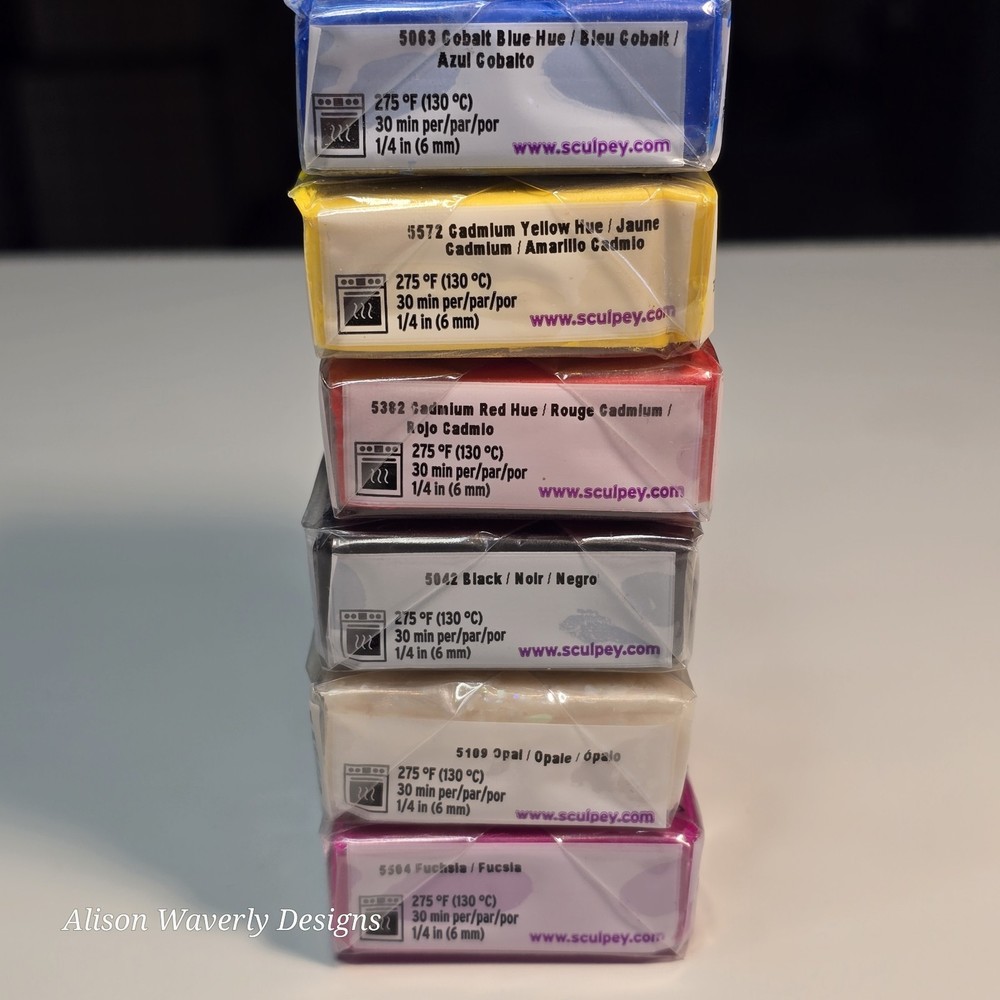 5063 Cobalt Blue Hue / Bleu Cobalt /
Azul Cobalto
275 °F (130 °C)
30 min per/par/por
1/4 in (6 mm)
www.sculpey.com
5572 Cadmium Yellow Hue / Jaune
Cadmium / Amarillo Cadmio
275 °F (130 °C)
30 min per/par/por
1/4 in (6 mm)
www.sculpey.com
5382 Cadmium Red Hue / Rouge Cadmium /
Rojo Cadmio
275 °F (130 °C)
30 min per/par/por
1/4 in (6 mm)
www.sculpey.com
5042 Black / Noir / Negro
275 °F (130 °C)
30 min per/par/por
1/4 in (6 mm)
www.sculpey.com
5109 Opal / Opale / ópalo
275 °F (130 °C)
30 min per/par/por
1/4 in (6 mm)
www.sculpey.com
5504 Fuchsia / Fucsia
275 °F (130 °C)
30 min per/par/por
1/4 in (6 mm)
www.sculpey.com
Alison Waverly Designs